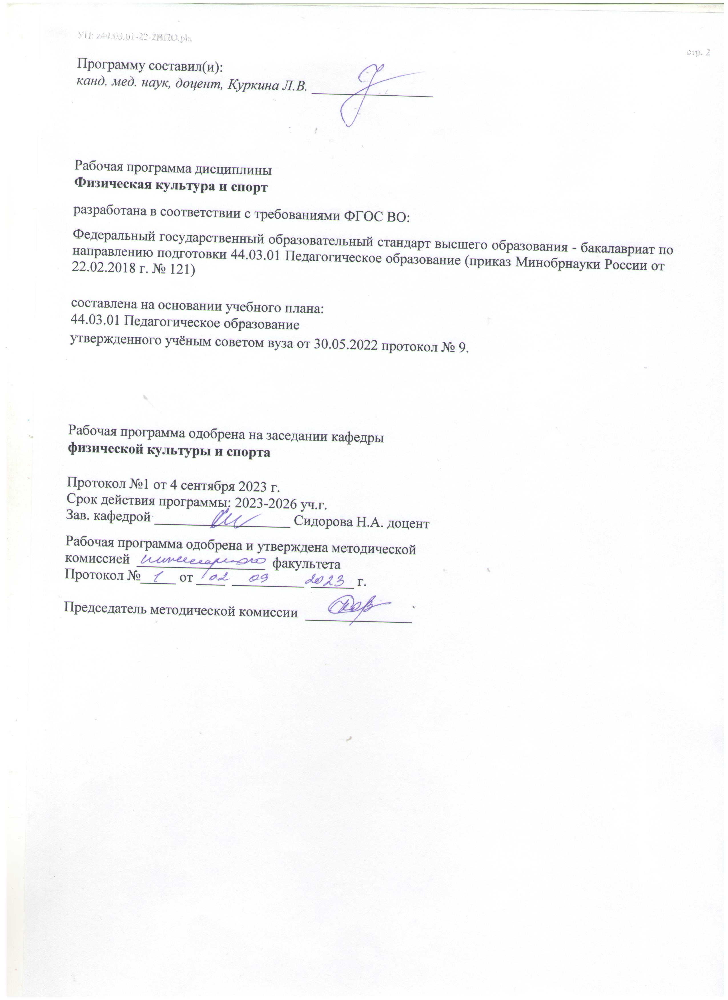 УП: z44.03.01-22-2ИПО.plx
стр. 2
Программу составил(и):
канд. мед. наук, доцент, Куркина Л.В.
Рабочая программа дисциплины
Физическая культура и спорт
разработана в соответствии с требованиями ФГОС ВО:
Федеральный государственный образовательный стандарт высшего образования - бакалавриат по
направлению подготовки 44.03.01 Педагогическое образование (приказ Минобрнауки России от
22.02.2018 г. № 121)
составлена на основании учебного плана:
44.03.01 Педагогическое образование
утвержденного учёным советом вуза от 30.05.2022 протокол № 9.
Рабочая программа одобрена на заседании кафедры
физической культуры и спорта
Протокол №1 от 4 сентября 2023 г.
Срок действия программы: 2023-2026 уч.г.
Зав. кафедрой Сидорова Н.А. доцент
Рабочая программа одобрена и утверждена методической
комиссией инженерного факультета
Протокол № 1 от 02 09 2023 г.
Председатель методической комиссии